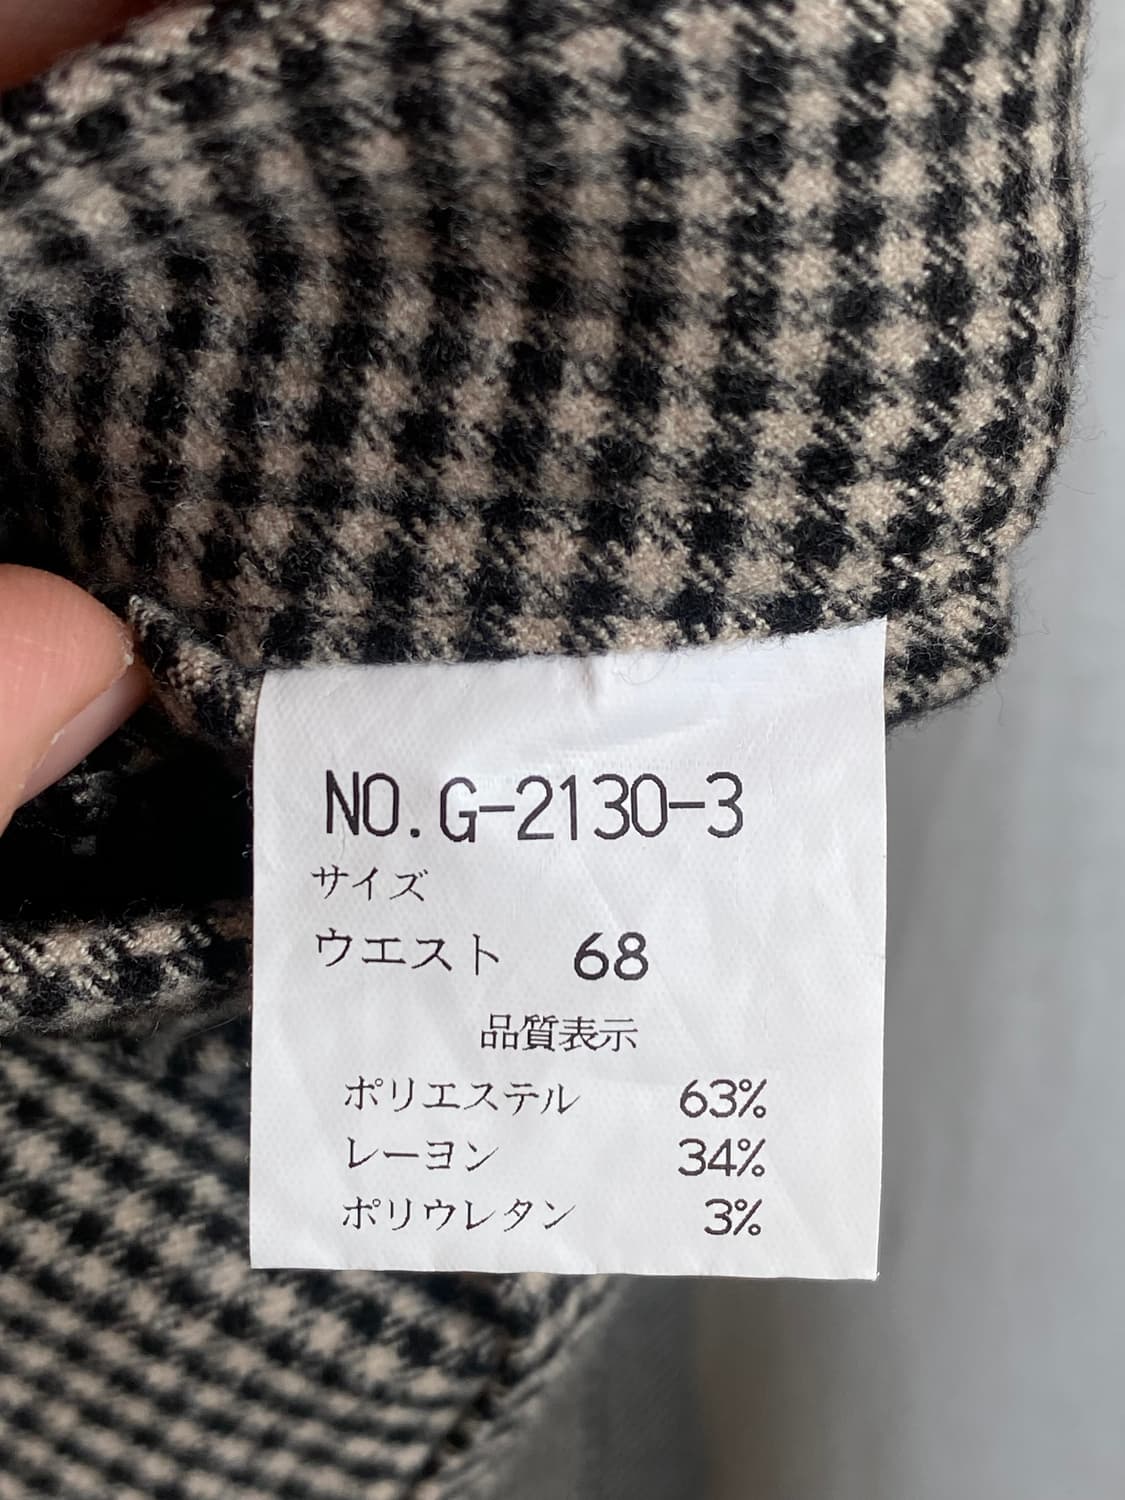 NO.G-2130-3
サイズ
ウエスト 68
品質表示
ポリエステル 63%
レーヨン 34%
ポリウレタン 3%